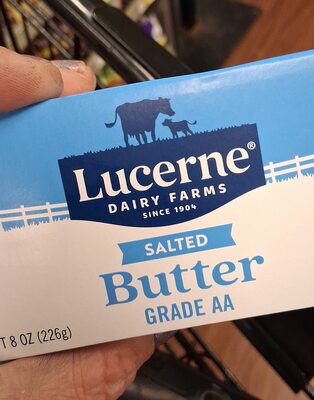 Lucerne®
DAIRY FARMS
SINCE 1904
SALTED
Butter
GRADE AA
T 8 OZ (226g)